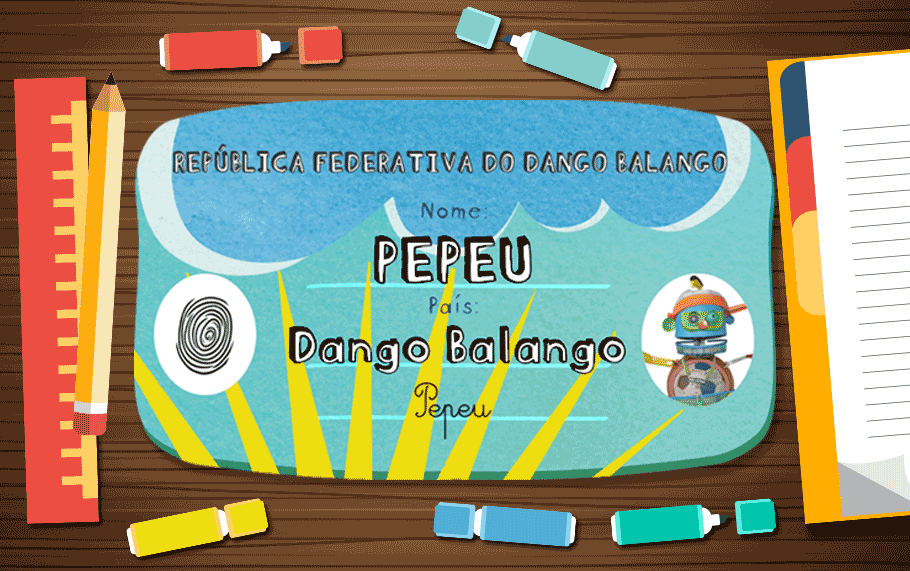 REPÚBLICA FEDERATIVA DO DANGO BALANGO
Nome:
PEPEU
País:
Dango Balango
Pepeu